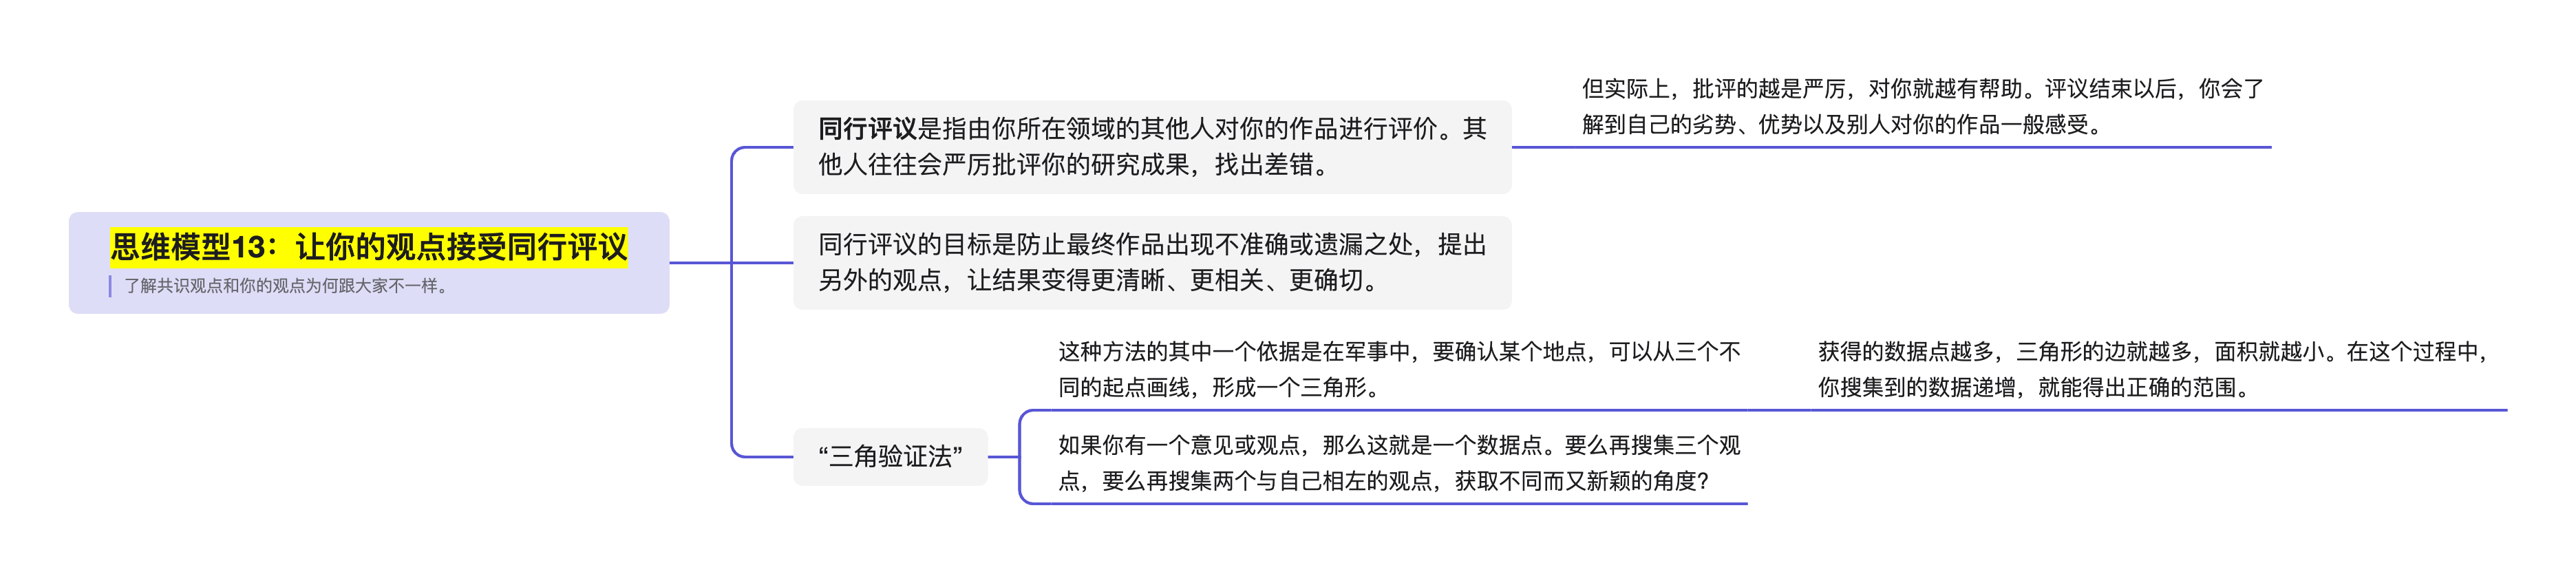 思维模型13：让你的观点接受同行评议
了解共识观点和你的观点为何跟大家不一样。
同行评议是指由你所在领域的其他人对你的作品进行评价。其
他人往往会严厉批评你的研究成果，找出差错。
但实际上，批评的越是严厉，对你就越有帮助。评议结束以后，你会了
解到自己的劣势、优势以及别人对你的作品一般感受。
同行评议的目标是防止最终作品出现不准确或遗漏之处，提出
另外的观点，让结果变得更清晰、更相关、更确切。
“三角验证法”
这种方法的其中一个依据是在军事中，要确认某个地点，可以从三个不
同的起点画线，形成一个三角形。
获得的数据点越多，三角形的边就越多，面积就越小。在这个过程中，
你搜集到的数据递增，就能得出正确的范围。
如果你有一个意见或观点，那么这就是一个数据点。要么再搜集三个观
点，要么再搜集两个与自己相左的观点，获取不同而又新颖的角度？